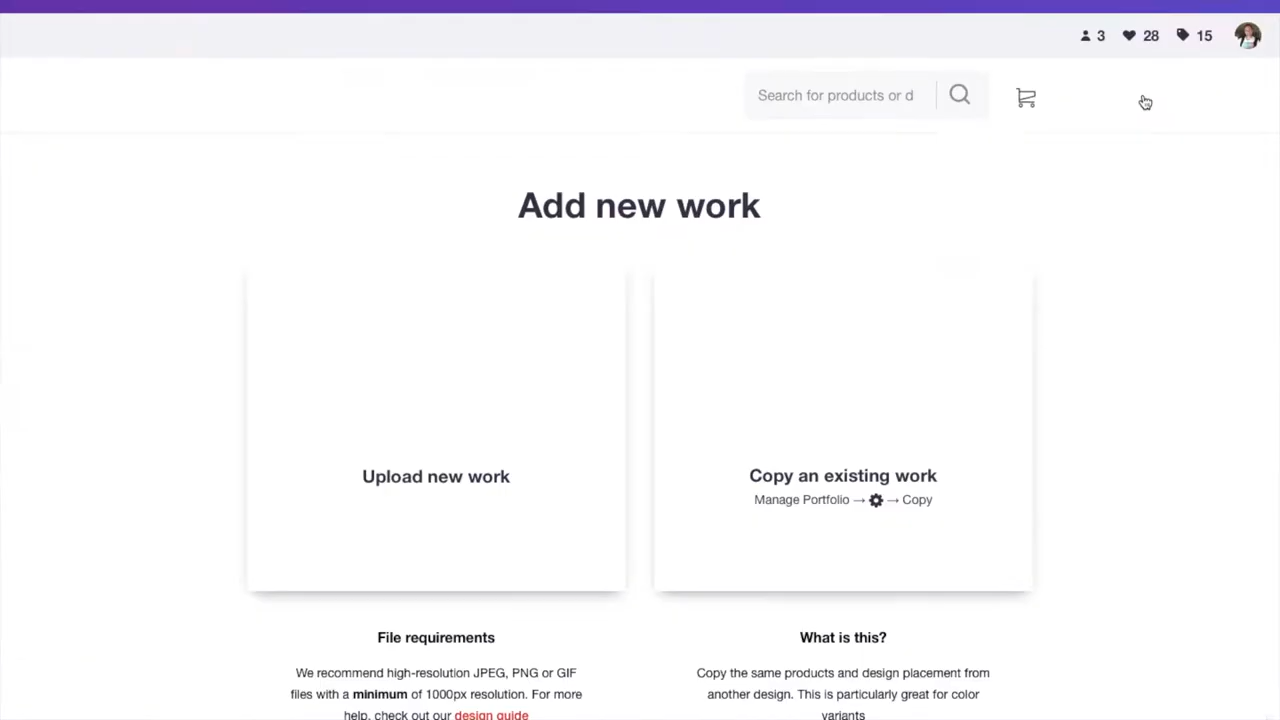 3 28 15
Search for products or d
Add new work
Upload new work
Copy an existing work
Manage Portfolio → → Copy
File requirements
We recommend high-resolution JPEG, PNG or GIF
files with a minimum of 1000px resolution. For more
help, check out our design guide
What is this?
Copy the same products and design placement from
another design. This is particularly great for color
variants